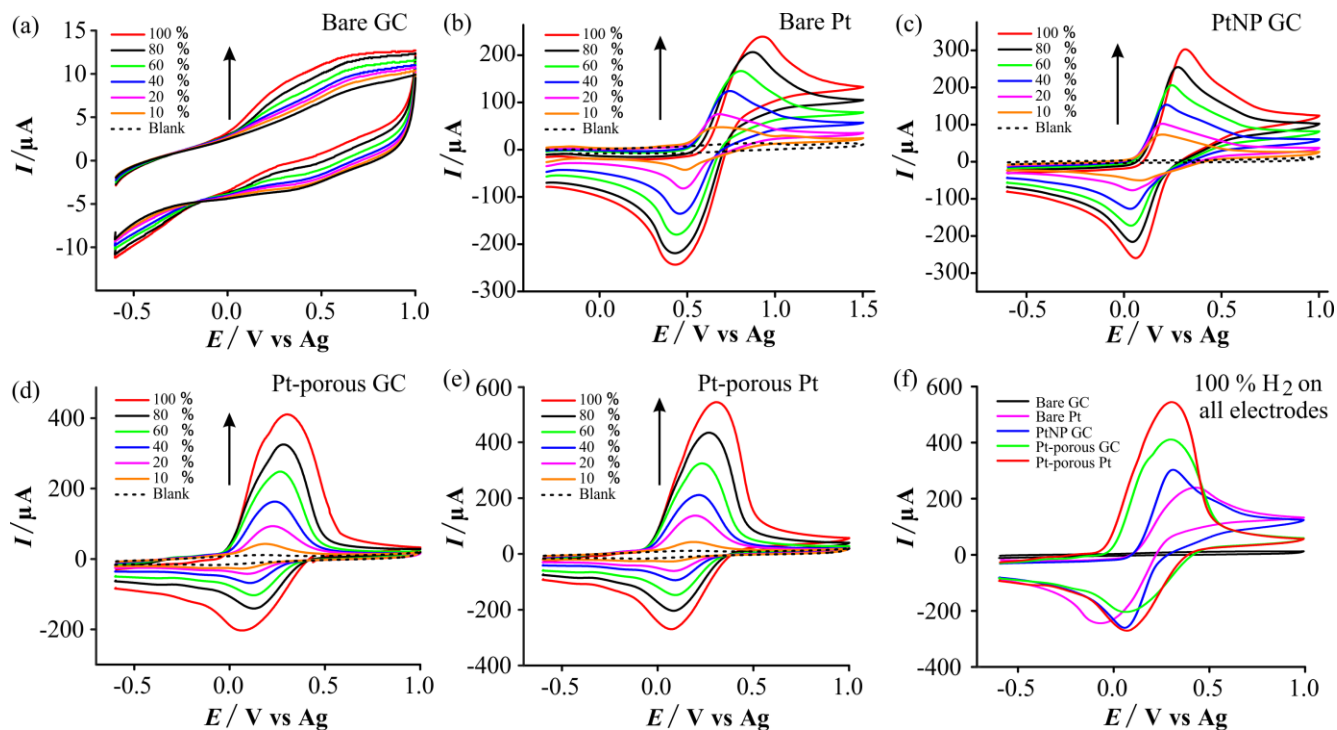 (a)
Bare GC
100 %
80 %
60 %
40 %
20 %
10 %
Blank
I /µA
15
10
5
0
-5
-10
-0.5
0.0
0.5
1.0
E / V vs Ag
(b)
Bare Pt
100 %
80 %
60 %
40 %
20 %
10 %
Blank
I /µA
200
100
0
-100
-200
-300
0.0
0.5
1.0
1.5
E / V vs Ag
(c)
PtNP GC
100 %
80 %
60 %
40 %
20 %
10 %
Blank
I /µA
300
200
100
0
-100
-200
-300
-0.5
0.0
0.5
1.0
E / V vs Ag
(d)
Pt-porous GC
100 %
80 %
60 %
40 %
20 %
10 %
Blank
I /µA
400
200
0
-200
-0.5
0.0
0.5
1.0
E / V vs Ag
(e)
Pt-porous Pt
100 %
80 %
60 %
40 %
20 %
10 %
Blank
I /µA
600
400
200
0
-200
-400
-0.5
0.0
0.5
1.0
E / V vs Ag
(f)
100 % H₂ on
all electrodes
Bare GC
Bare Pt
PtNP GC
Pt-porous GC
Pt-porous Pt
I /µA
600
400
200
0
-200
-400
-0.5
0.0
0.5
1.0
E / V vs Ag